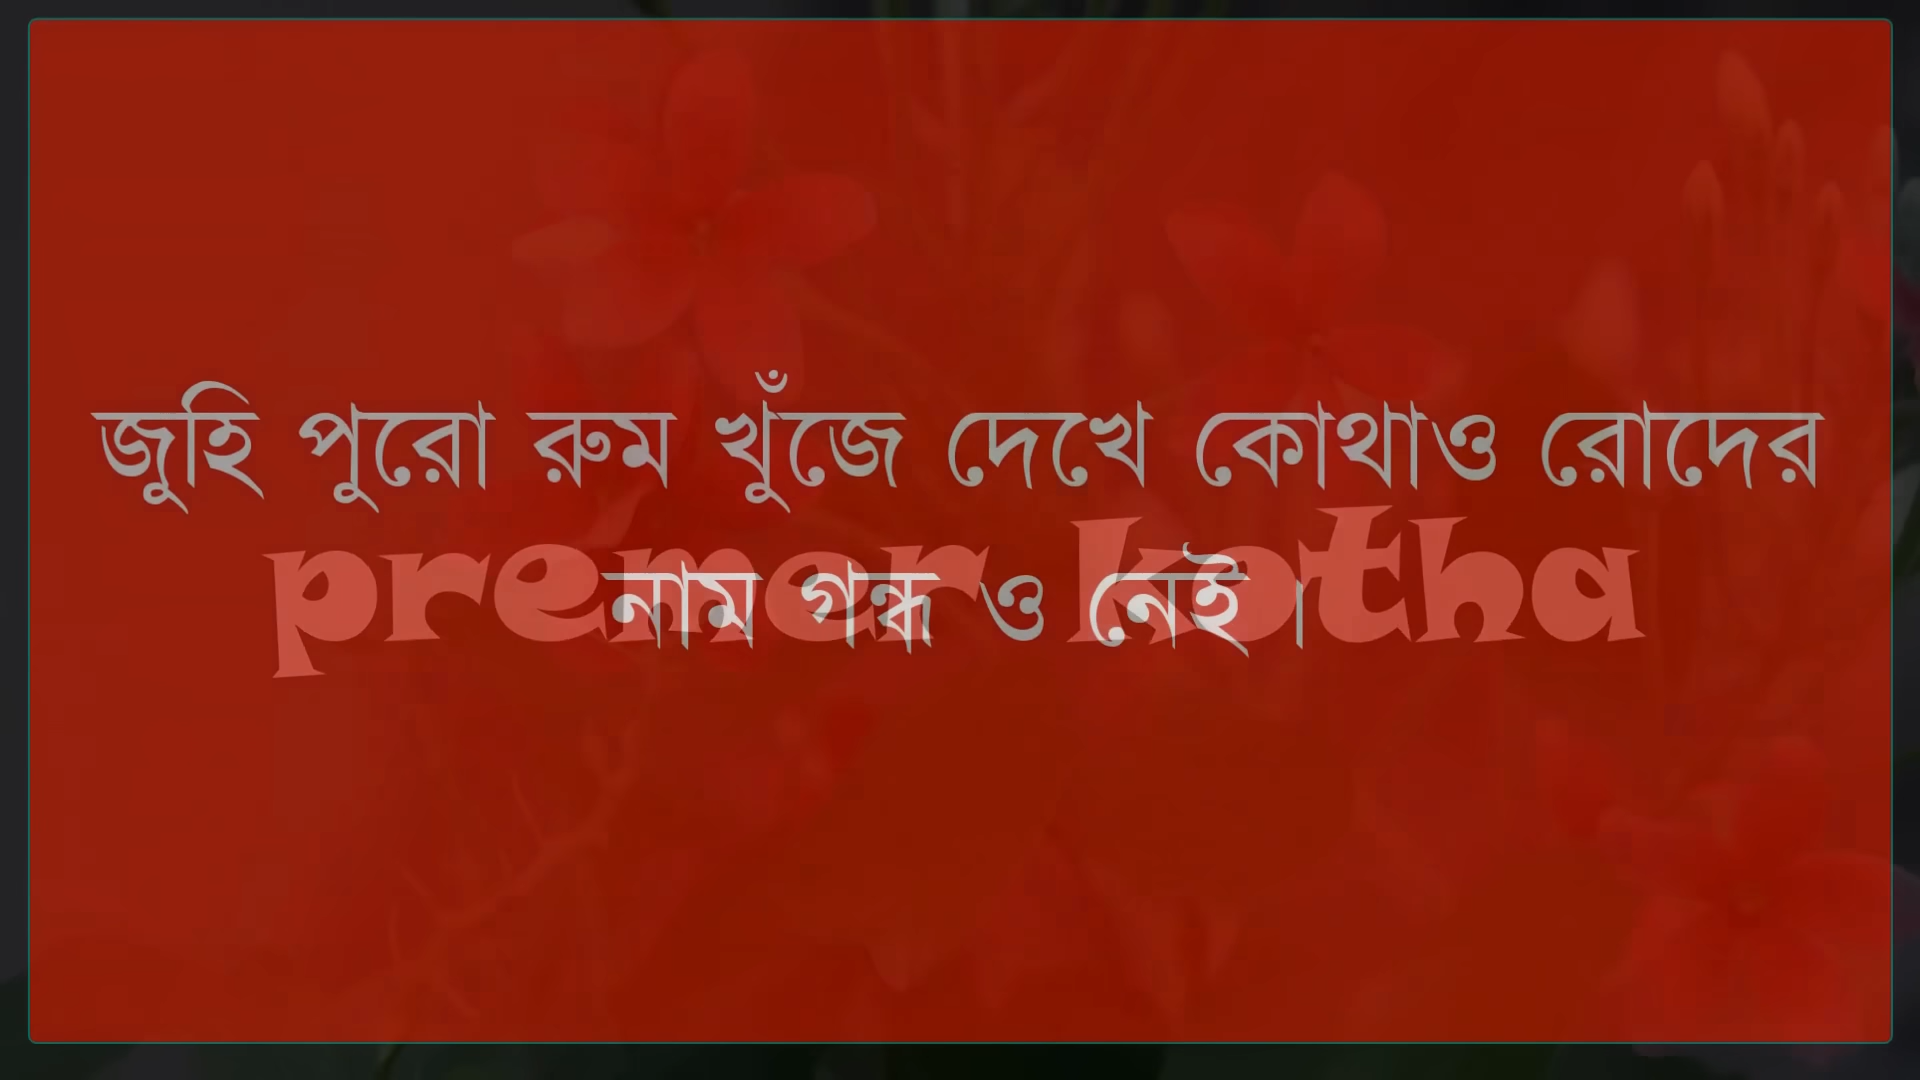 জুহি পুরো রুম খুঁজে দেখে কোথাও রোদের
নাম গন্ধ ও নেই।
premer kotha